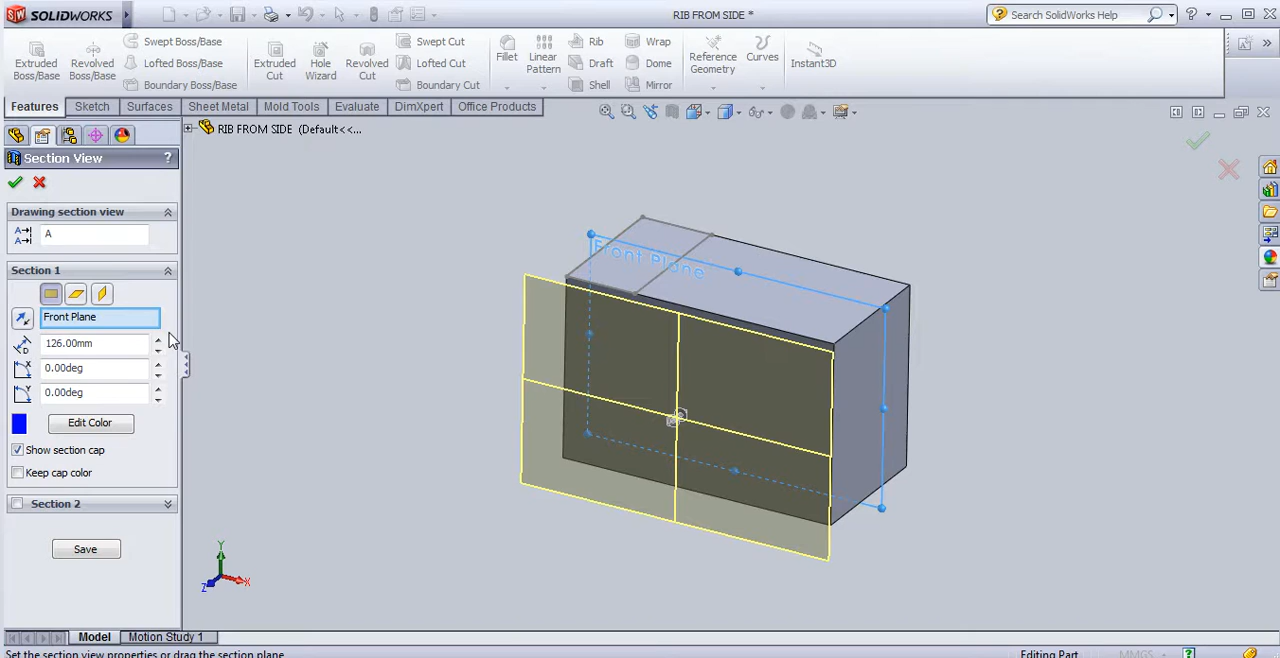 SOLIDWORKS
RIB FROM SIDE *
Search SolidWorks Help
Extruded Boss/Base
Revolved Boss/Base
Swept Boss/Base
Lofted Boss/Base
Boundary Boss/Base
Extruded Cut
Hole Wizard
Revolved Cut
Swept Cut
Lofted Cut
Boundary Cut
Fillet
Linear Pattern
Rib
Draft
Shell
Wrap
Dome
Mirror
Reference Geometry
Curves
Instant3D
Features
Sketch
Surfaces
Sheet Metal
Mold Tools
Evaluate
DimXpert
Office Products
RIB FROM SIDE (Default<<...
Section View
?
Drawing section view
A
Section 1
Front Plane
126.00mm
0.00deg
0.00deg
Edit Color
Show section cap
Keep cap color
Section 2
Save
Front Plane
Y
X
Z
Model
Motion Study 1
Set the section view properties or drag the section plane
Editing Part
MMGS